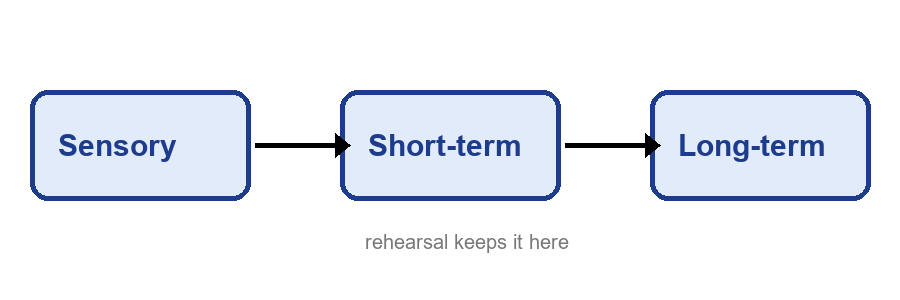 Sensory
Short-term
Long-term
rehearsal keeps it here